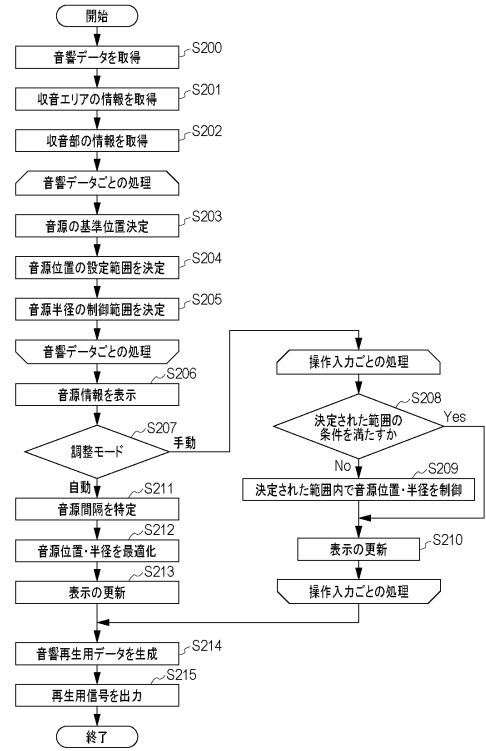 開始
音響データを取得
S200
収音エリアの情報を取得
S201
収音部の情報を取得
S202
音響データごとの処理
音源の基準位置決定
S203
音源位置の設定範囲を決定
S204
音源半径の制御範囲を決定
S205
音響データごとの処理
音源情報を表示
S206
調整モード
S207
手動
自動
操作入力ごとの処理
決定された範囲の
条件を満たすか
S208
Yes
No
決定された範囲内で音源位置・半径を制御
S209
表示の更新
S210
操作入力ごとの処理
音源間隔を特定
S211
音源位置・半径を最適化
S212
表示の更新
S213
音響再生用データを生成
S214
再生用信号を出力
S215
終了